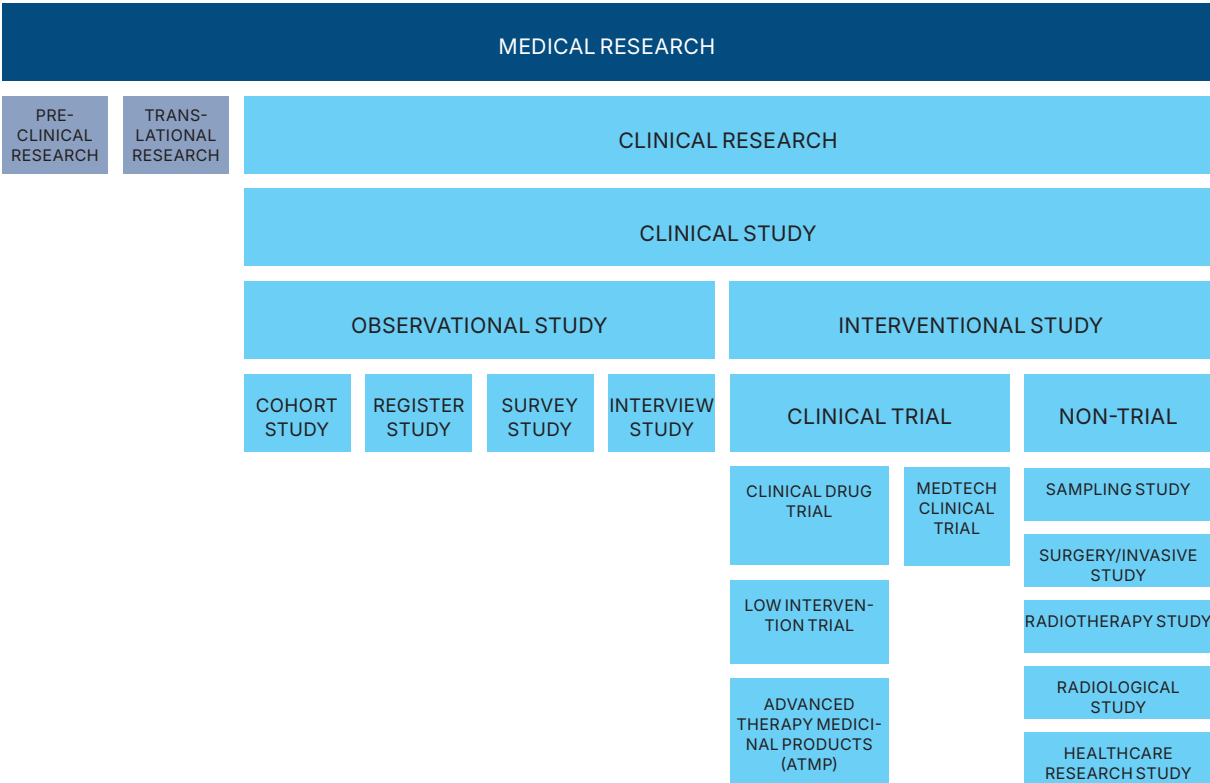 MEDICAL RESEARCH
PRE-
CLINICAL
RESEARCH
TRANS-
LATIONAL
RESEARCH
CLINICAL RESEARCH
CLINICAL STUDY
OBSERVATIONAL STUDY
INTERVENTIONAL STUDY
COHORT
STUDY
REGISTER
STUDY
SURVEY
STUDY
INTERVIEW
STUDY
CLINICAL TRIAL
NON-TRIAL
CLINICAL DRUG
TRIAL
MEDTECH
CLINICAL
TRIAL
SAMPLING STUDY
SURGERY/INVASIVE
STUDY
LOW INTERVEN-
TION TRIAL
RADIOTHERAPY STUDY
RADIOLOGICAL
STUDY
ADVANCED
THERAPY MEDICI-
NAL PRODUCTS
(ATMP)
HEALTHCARE
RESEARCH STUDY